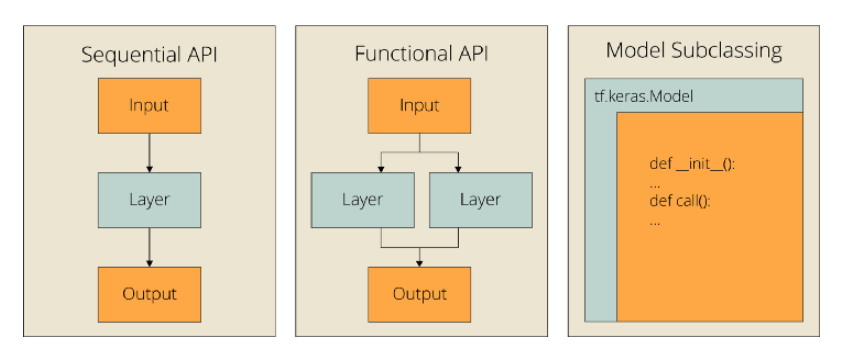 Sequential API
Input
Layer
Output
Functional API
Input
Layer
Layer
Output
Model Subclassing
tf.keras.Model
def __init__():
...
def call():
...